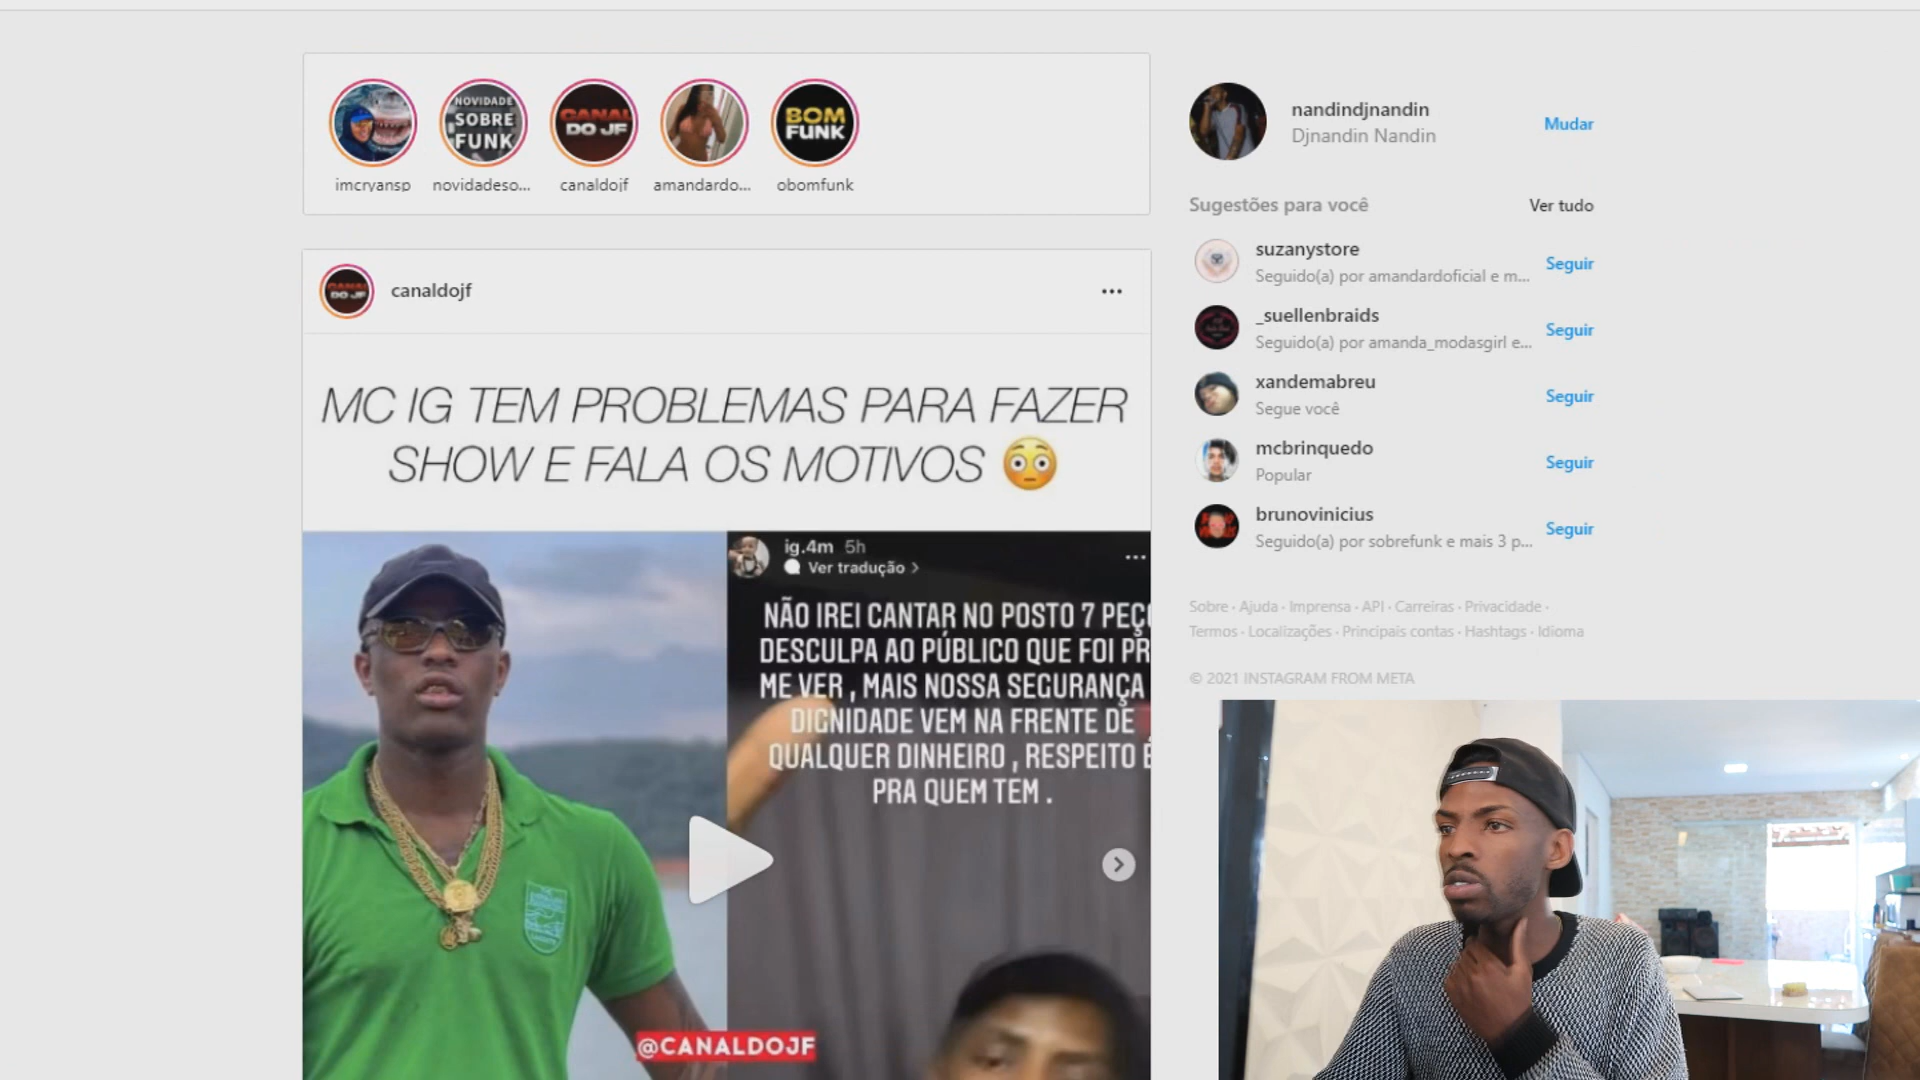 NOVIDADE
SOBRE
FUNK
CANAL
DO JF
BOM
FUNK
imcryansp
novidadeso...
canaldojf
amandardo...
obomfunk
nandindjnandin
Djnandin Nandin
Mudar
Sugestões para você
Ver tudo
suzanystore
Seguido(a) por amandardoficial e m...
Seguir
_suellenbraids
Seguido(a) por amanda_modasgirl e...
Seguir
xandemabreu
Segue você
Seguir
mcbrinquedo
Popular
Seguir
brunovinicius
Seguido(a) por sobrefunk e mais 3 p...
Seguir
Sobre · Ajuda · Imprensa · API · Carreiras · Privacidade ·
Termos · Localizações · Principais contas · Hashtags · Idioma
© 2021 INSTAGRAM FROM META
CANAL
DO JF
canaldojf
MC IG TEM PROBLEMAS PARA FAZER
SHOW E FALA OS MOTIVOS 😳
ig.4m 5h
Ver tradução >
NÃO IREI CANTAR NO POSTO 7 PEÇ
DESCULPA AO PÚBLICO QUE FOI PR
ME VER , MAIS NOSSA SEGURANÇA
DIGNIDADE VEM NA FRENTE DE
QUALQUER DINHEIRO , RESPEITO É
PRA QUEM TEM .
@CANALDOJF